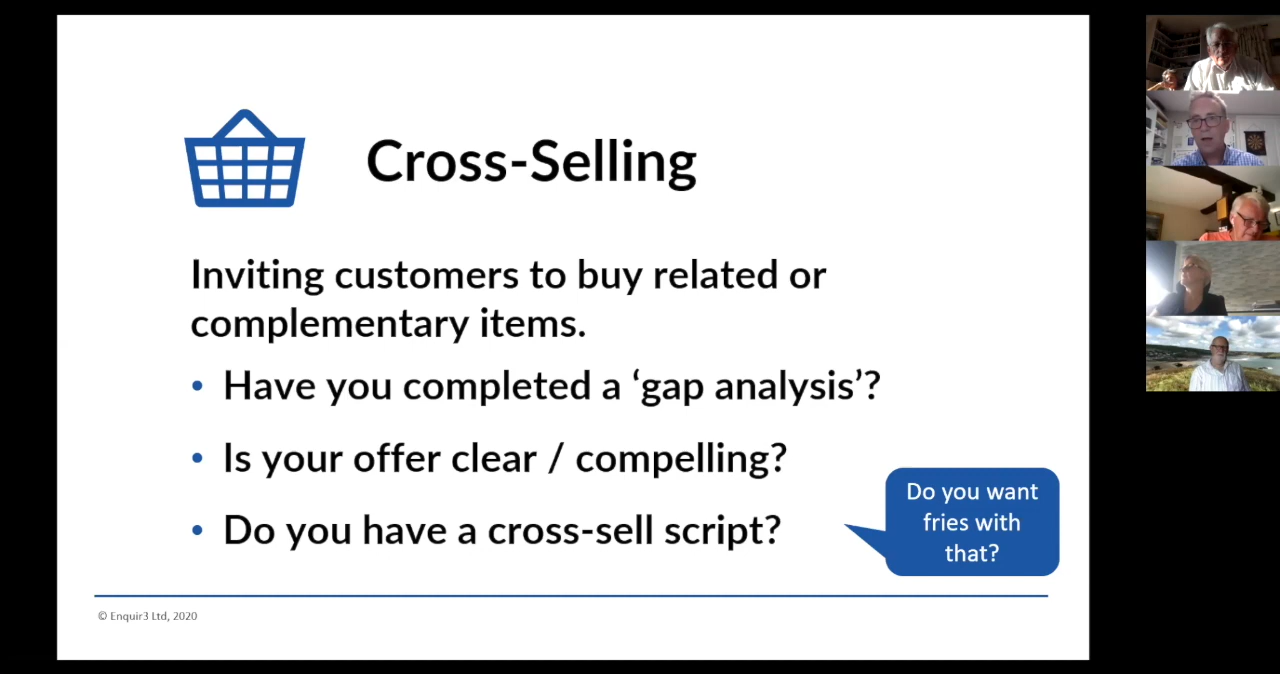 Cross-Selling
Inviting customers to buy related or
complementary items.
• Have you completed a ‘gap analysis’?
• Is your offer clear / compelling?
• Do you have a cross-sell script?
Do you want
fries with
that?
© Enquir3 Ltd, 2020